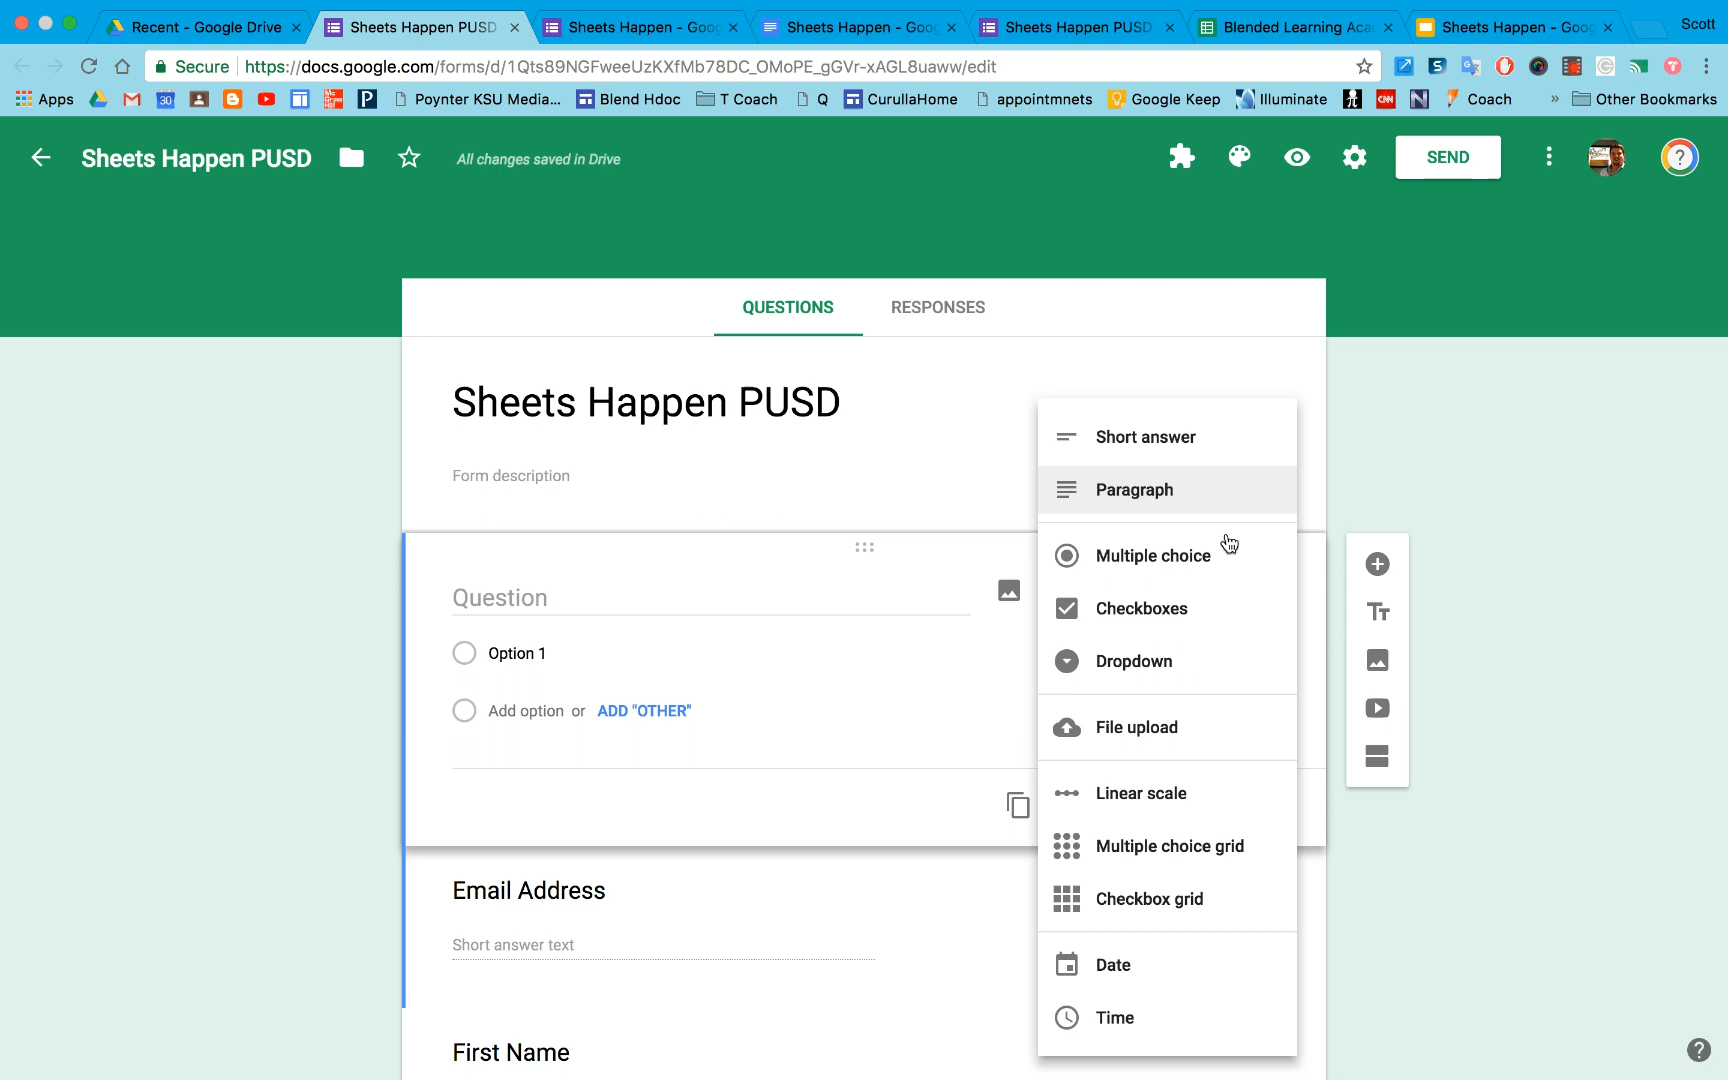 Recent - Google Drive
Sheets Happen PUSD
Sheets Happen - Goog
Sheets Happen - Goog
Sheets Happen PUSD
Blended Learning Aca
Sheets Happen - Goog
Scott
Secure
https://docs.google.com/forms/d/1Qts89NGFweeUzKXfMb78DC_OMoPE_gGVr-xAGL8uaww/edit
Apps
Poynter KSU Media...
Blend Hdoc
T Coach
Q
CurullaHome
appointmnets
Google Keep
Illuminate
Coach
» Other Bookmarks
Sheets Happen PUSD
All changes saved in Drive
SEND
QUESTIONS
RESPONSES
Sheets Happen PUSD
Form description
Question
Option 1
Add option or ADD "OTHER"
Email Address
Short answer text
First Name
Short answer
Paragraph
Multiple choice
Checkboxes
Dropdown
File upload
Linear scale
Multiple choice grid
Checkbox grid
Date
Time